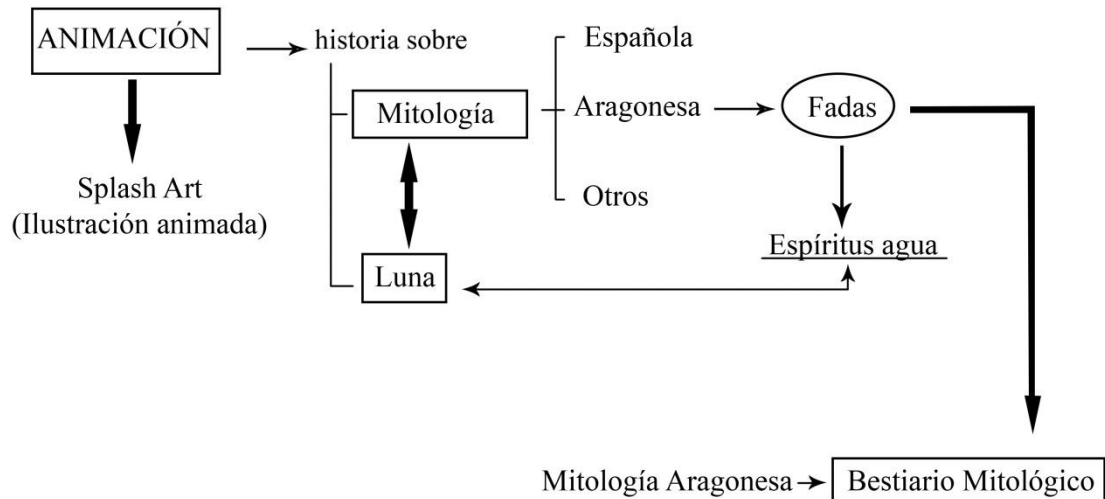 ANIMACIÓN
historia sobre
Española
Mitología
Aragonesa
Fadas
Splash Art
(Ilustración animada)
Otros
Espíritus agua
Luna
Mitología Aragonesa
Bestiario Mitológico